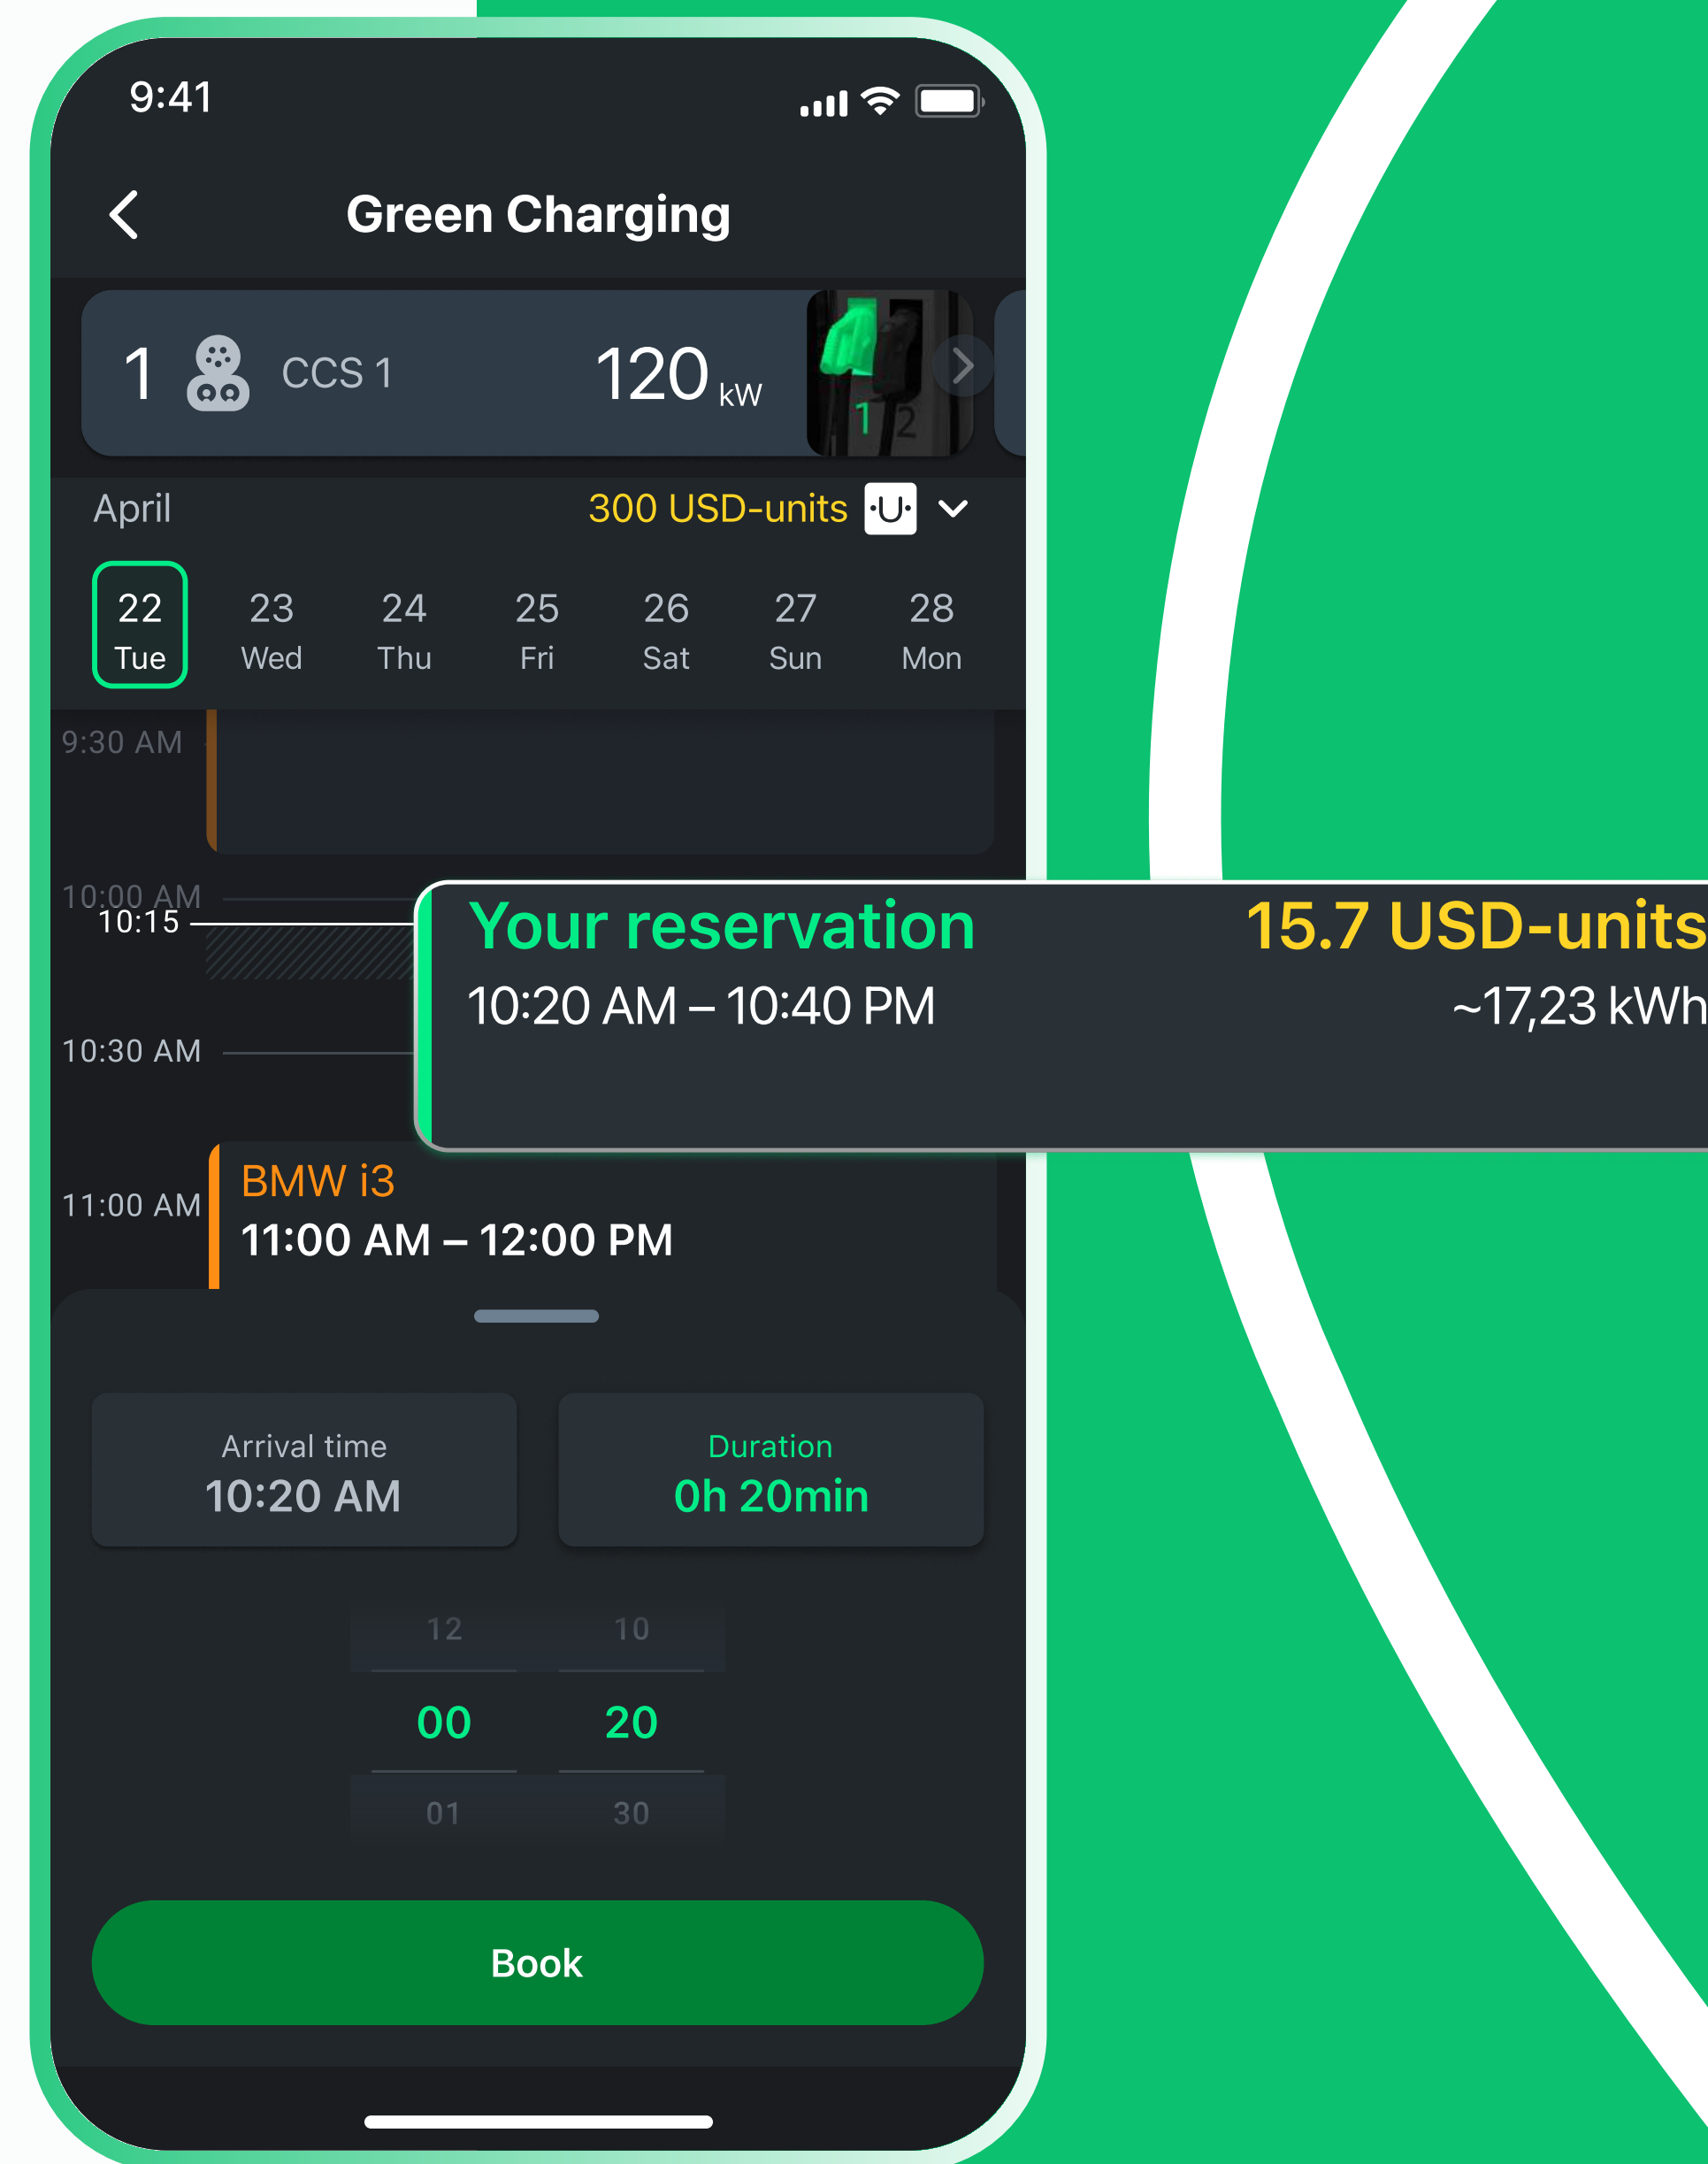 9:41
Green Charging
1 CCS 1 120 kW
1 2
April 300 USD-units ·U·
22 23 24 25 26 27 28
Tue Wed Thu Fri Sat Sun Mon
9:30 AM
10:00 AM
10:15
Your reservation 15.7 USD-units
10:20 AM – 10:40 PM ~17,23 kWh
10:30 AM
BMW i3
11:00 AM
11:00 AM – 12:00 PM
Arrival time Duration
10:20 AM 0h 20min
12 10
00 20
01 30
Book